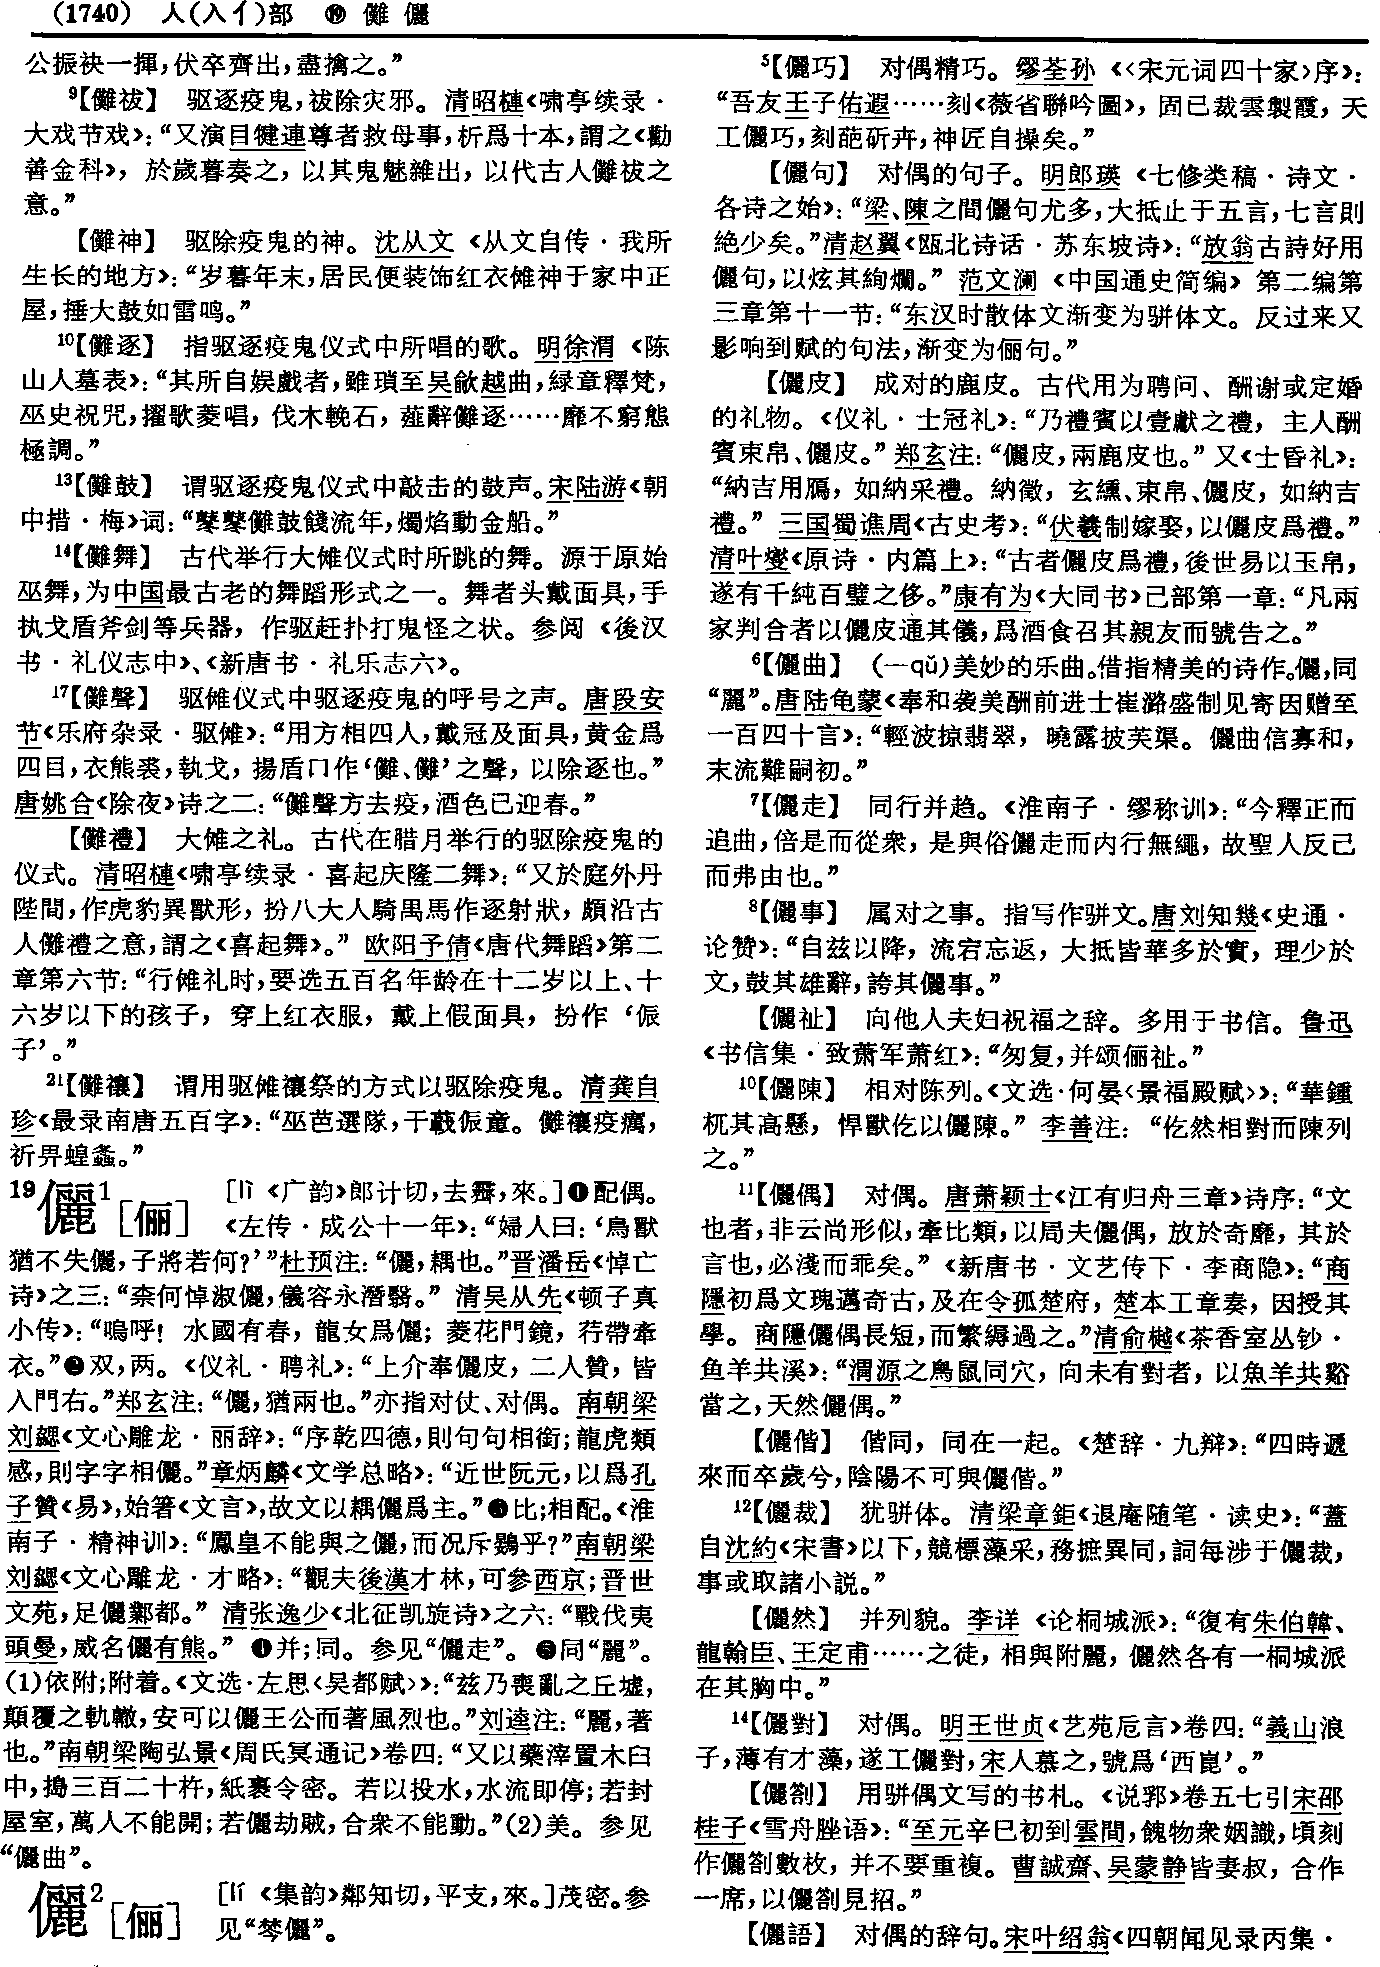 (1740) 人(入亻)部 ⑲ 儺 儷
公振袂一揮，伏卒齊出，盡擒之。”
⁹【儺祓】 驱逐疫鬼，祓除灾邪。清昭槤《啸亭续录·
大戏节戏》：“又演目犍連尊者救母事，析爲十本，謂之《勸
善金科》，於歲暮奏之，以其鬼魅雜出，以代古人儺祓之
意。”
【儺神】 驱除疫鬼的神。沈从文《从文自传·我所
生长的地方》：“岁暮年末，居民便装饰红衣傩神于家中正
屋，捶大鼓如雷鸣。”
¹⁰【儺逐】 指驱逐疫鬼仪式中所唱的歌。明徐渭《陈
山人墓表》：“其所自娱戲者，雖瑣至吴歈越曲，緑章釋梵，
巫史祝咒，擢歌菱唱，伐木輓石，薤辭儺逐……靡不窮態
極調。”
¹³【儺鼓】 谓驱逐疫鬼仪式中敲击的鼓声。宋陆游《朝
中措·梅》词：“鼕鼕儺鼓餞流年，燭焰動金船。”
¹⁴【儺舞】 古代举行大傩仪式时所跳的舞。源于原始
巫舞，为中国最古老的舞蹈形式之一。舞者头戴面具，手
执戈盾斧剑等兵器，作驱赶扑打鬼怪之状。参阅《後汉
书·礼仪志中》、《新唐书·礼乐志六》。
¹⁷【儺聲】 驱傩仪式中驱逐疫鬼的呼号之声。唐段安
节《乐府杂录·驱傩》：“用方相四人，戴冠及面具，黄金爲
四目，衣熊裘，執戈，揚盾口作‘儺、儺’之聲，以除逐也。”
唐姚合《除夜》诗之二：“儺聲方去疫，酒色已迎春。”
【儺禮】 大傩之礼。古代在腊月举行的驱除疫鬼的
仪式。清昭槤《啸亭续录·喜起庆隆二舞》：“又於庭外丹
陛間，作虎豹異獸形，扮八大人騎禺馬作逐射狀，頗沿古
人儺禮之意，謂之《喜起舞》。”欧阳予倩《唐代舞蹈》第二
章第六节：“行傩礼时，要选五百名年龄在十二岁以上、十
六岁以下的孩子，穿上红衣服，戴上假面具，扮作‘侲
子’。”
²¹【儺禳】 谓用驱傩禳祭的方式以驱除疫鬼。清龚自
珍《最录南唐五百字》：“巫芭選隊，干蕺侲童。儺禳疫癘，
祈畀蝗螽。”
19 儷¹[俪] [lì 《广韵》郎计切，去霽，來。]❶配偶。
《左传·成公十一年》：“婦人曰：‘鳥獸
猶不失儷，子將若何？’”杜预注：“儷，耦也。”晋潘岳《悼亡
诗》之三：“柰何悼淑儷，儀容永潛翳。”清吴从先《顿子真
小传》：“嗚呼！水國有春，龍女爲儷；菱花門鏡，荇帶牽
衣。”❷双，两。《仪礼·聘礼》：“上介奉儷皮，二人贊，皆
入門右。”郑玄注：“儷，猶兩也。”亦指对仗、对偶。南朝梁
刘勰《文心雕龙·丽辞》：“序乾四德，則句句相銜；龍虎類
感，則字字相儷。”章炳麟《文学总略》：“近世阮元，以爲孔
子贊《易》，始箸《文言》，故文以耦儷爲主。”❸比；相配。《淮
南子·精神训》：“鳳皇不能與之儷，而况斥鷃乎？”南朝梁
刘勰《文心雕龙·才略》：“觀夫後漢才林，可參西京；晋世
文苑，足儷鄴都。”清张逸少《北征凯旋诗》之六：“戰伐夷
頭曼，威名儷有熊。”❹并；同。参见“儷走”。❺同“麗”。
(1)依附；附着。《文选·左思〈吴都赋〉》：“兹乃喪亂之丘墟，
顛覆之軌轍，安可以儷王公而著風烈也。”刘逵注：“麗，著
也。”南朝梁陶弘景《周氏冥通记》卷四：“又以藥滓置木臼
中，搗三百二十杵，紙裹令密。若以投水，水流即停；若封
屋室，萬人不能開；若儷劫賊，合衆不能動。”(2)美。参见
“儷曲”。
儷²[俪] [lí 《集韵》鄰知切，平支，來。]茂密。参
见“棽儷”。
⁵【儷巧】 对偶精巧。缪荃孙《〈宋元词四十家〉序》：
“吾友王子佑遐……刻《薇省聯吟圖》，固已裁雲製霞，天
工儷巧，刻葩斫卉，神匠自操矣。”
【儷句】 对偶的句子。明郎瑛《七修类稿·诗文·
各诗之始》：“梁、陳之間儷句尤多，大抵止于五言，七言則
絶少矣。”清赵翼《瓯北诗话·苏东坡诗》：“放翁古詩好用
儷句，以炫其絢爛。”范文澜《中国通史简编》第二编第
三章第十一节：“东汉时散体文渐变为骈体文。反过来又
影响到赋的句法，渐变为俪句。”
【儷皮】 成对的鹿皮。古代用为聘问、酬谢或定婚
的礼物。《仪礼·士冠礼》：“乃禮賓以壹獻之禮，主人酬
賓束帛、儷皮。”郑玄注：“儷皮，兩鹿皮也。”又《士昏礼》：
“納吉用鴈，如納采禮。納徵，玄纁、束帛、儷皮，如納吉
禮。”三国蜀谯周《古史考》：“伏羲制嫁娶，以儷皮爲禮。”
清叶燮《原诗·内篇上》：“古者儷皮爲禮，後世易以玉帛，
遂有千純百璧之侈。”康有为《大同书》己部第一章：“凡兩
家判合者以儷皮通其儀，爲酒食召其親友而號告之。”
⁶【儷曲】 (—qǔ)美妙的乐曲。借指精美的诗作。儷，同
“麗”。唐陆龟蒙《奉和袭美酬前进士崔潞盛制见寄因赠至
一百四十言》：“輕波掠翡翠，曉露披芙渠。儷曲信寡和，
末流難嗣初。”
⁷【儷走】 同行并趋。《淮南子·缪称训》：“今釋正而
追曲，倍是而從衆，是與俗儷走而内行無繩，故聖人反己
而弗由也。”
⁸【儷事】 属对之事。指写作骈文。唐刘知幾《史通·
论赞》：“自兹以降，流宕忘返，大抵皆華多於實，理少於
文，鼓其雄辭，誇其儷事。”
【儷祉】 向他人夫妇祝福之辞。多用于书信。鲁迅
《书信集·致萧军萧红》：“匆复，并颂俪祉。”
¹⁰【儷陳】 相对陈列。《文选·何晏〈景福殿赋〉》：“華鍾
杌其高懸，悍獸仡以儷陳。”李善注：“仡然相對而陳列
之。”
¹¹【儷偶】 对偶。唐萧颖士《江有归舟三章》诗序：“文
也者，非云尚形似，牽比類，以局夫儷偶，放於奇靡，其於
言也，必淺而乖矣。”《新唐书·文艺传下·李商隐》：“商
隱初爲文瑰邁奇古，及在令狐楚府，楚本工章奏，因授其
學。商隱儷偶長短，而繁縟過之。”清俞樾《茶香室丛钞·
鱼羊共溪》：“渭源之鳥鼠同穴，向未有對者，以魚羊共谿
當之，天然儷偶。”
【儷偕】 偕同，同在一起。《楚辞·九辩》：“四時遞
來而卒歲兮，陰陽不可與儷偕。”
¹²【儷裁】 犹骈体。清梁章鉅《退庵随笔·读史》：“蓋
自沈約《宋書》以下，競標藻采，務摭異同，詞每涉于儷裁，
事或取諸小説。”
【儷然】 并列貌。李详《论桐城派》：“復有朱伯韓、
龍翰臣、王定甫……之徒，相與附麗，儷然各有一桐城派
在其胸中。”
¹⁴【儷對】 对偶。明王世贞《艺苑卮言》卷四：“義山浪
子，薄有才藻，遂工儷對，宋人慕之，號爲‘西崑’。”
【儷劄】 用骈偶文写的书札。《说郛》卷五七引宋邵
桂子《雪舟脞语》：“至元辛巳初到雲間，餽物衆姻識，頃刻
作儷劄數枚，并不要重複。曹誠齋、吴蒙静皆妻叔，合作
一席，以儷劄見招。”
【儷語】 对偶的辞句。宋叶绍翁《四朝闻见录丙集·